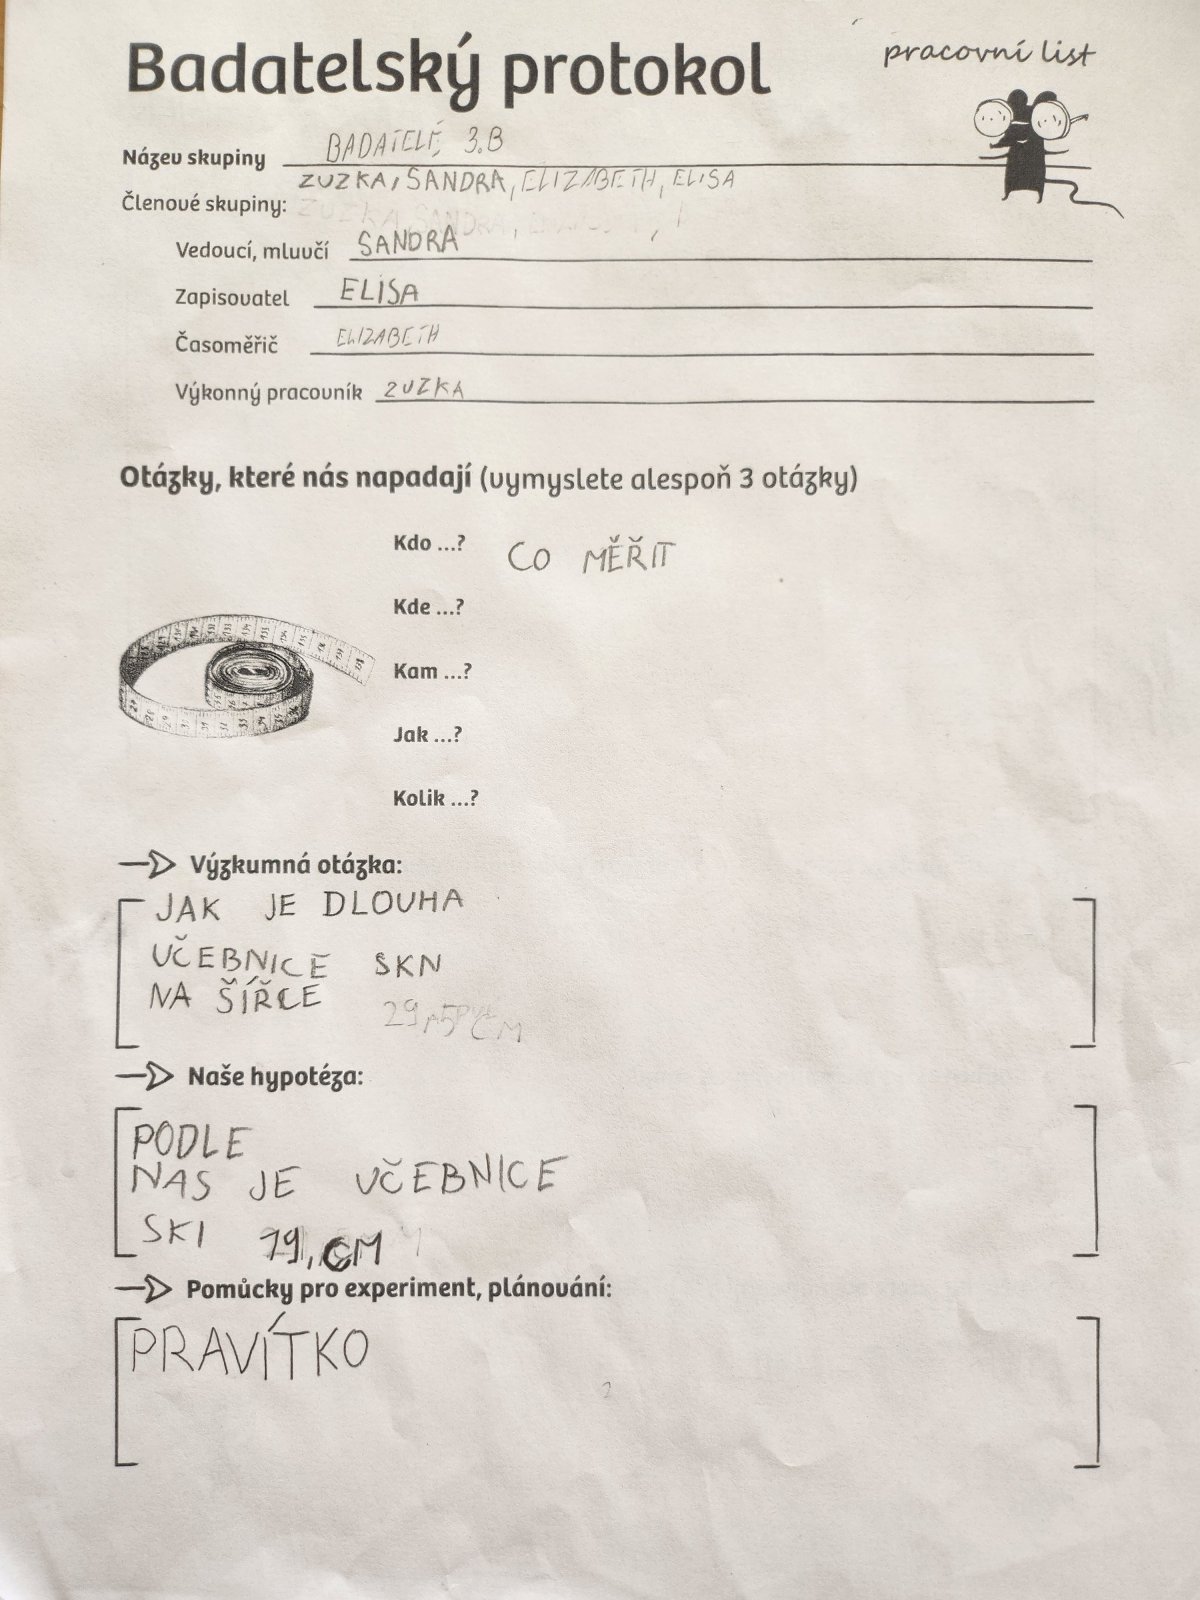 Badatelský protokol
pracovní list
Název skupiny BADATELÉ 3.B
ZUZKA, SANDRA, ELIZABETH, ELISA
Členové skupiny:
Vedoucí, mluvčí SANDRA
Zapisovatel ELISA
Časoměřič ELIZABETH
Výkonný pracovník ZUZKA
Otázky, které nás napadají (vymyslete alespoň 3 otázky)
Kdo ...? CO MĚŘIT
Kde ...?
Kam ...?
Jak ...?
Kolik ...?
Výzkumná otázka:
JAK JE DLOUHA
UČEBNICE SKN
NA ŠÍŘCE
Naše hypotéza:
PODLE
NAS JE UČEBNICE
SKI 19, CM
Pomůcky pro experiment, plánování:
PRAVÍTKO